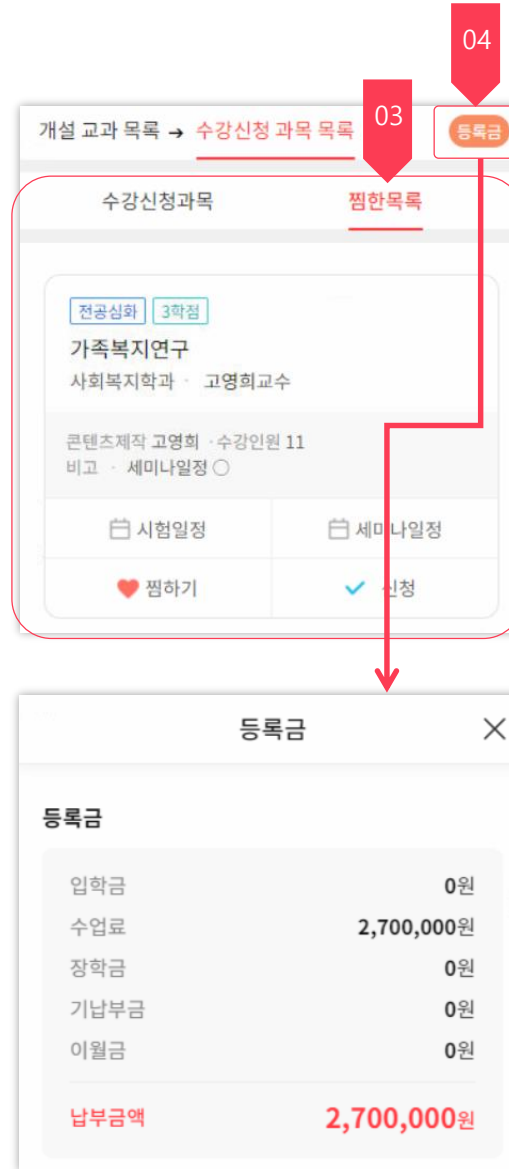 04
03
개설 교과 목록 → 수강신청 과목 목록 등록금
수강신청과목 찜한목록
전공심화 3학점
가족복지연구
사회복지학과 · 고영희교수
콘텐츠제작 고영희 · 수강인원 11
비고 · 세미나일정 ○
시험일정 세미나일정
찜하기 신청
등록금 ×
등록금
입학금 0원
수업료 2,700,000원
장학금 0원
기납부금 0원
이월금 0원
납부금액 2,700,000원